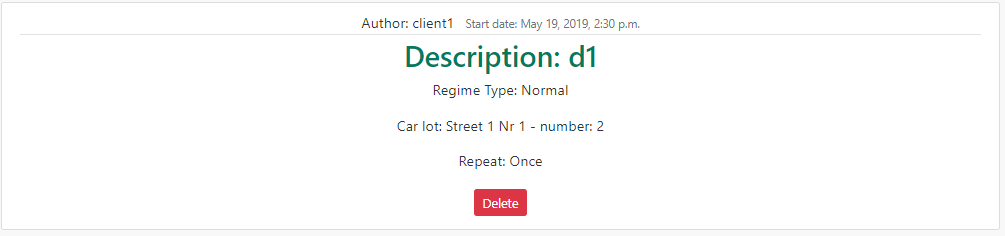 Author: client1 Start date: May 19, 2019, 2:30 p.m.
Description: d1
Regime Type: Normal
Car lot: Street 1 Nr 1 - number: 2
Repeat: Once
Delete